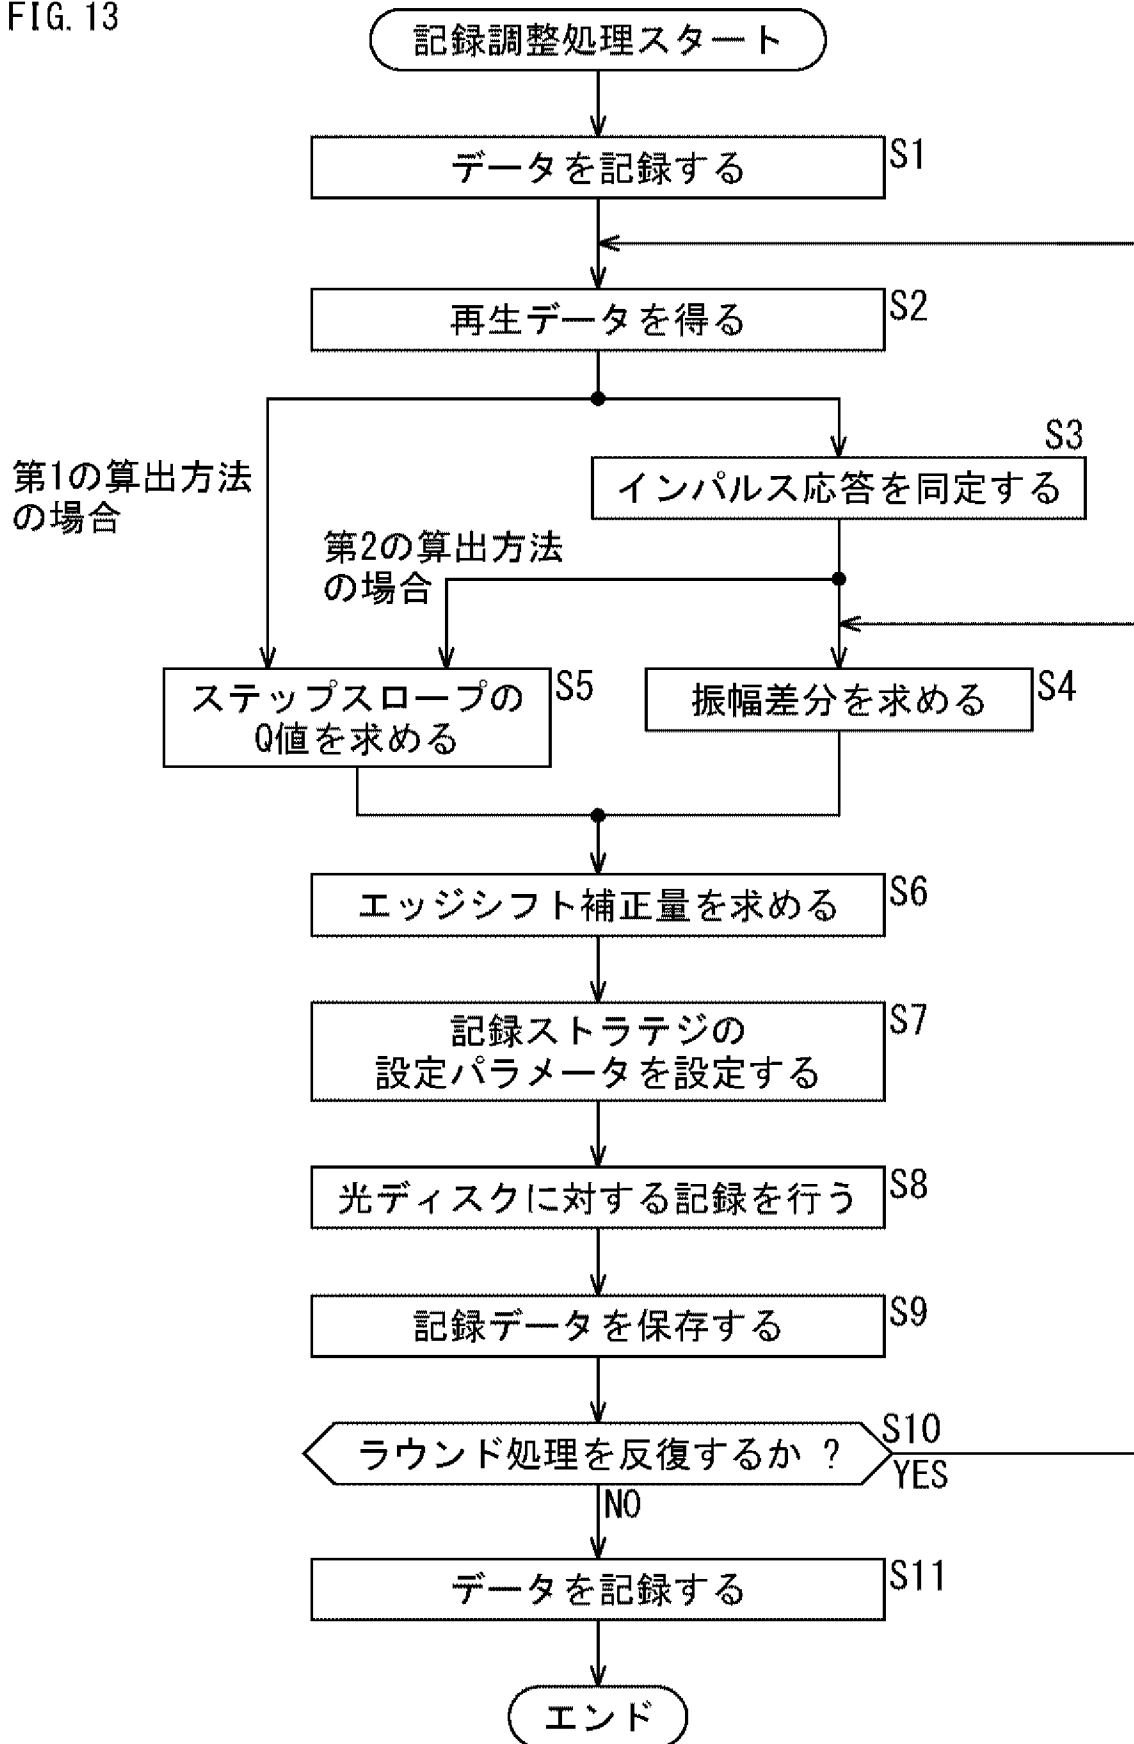 FIG. 13
記録調整処理スタート
データを記録する
S1
再生データを得る
S2
S3
インパルス応答を同定する
第1の算出方法
の場合
第2の算出方法
の場合
ステップスロープの
Q値を求める
S5
振幅差分を求める
S4
エッジシフト補正量を求める
S6
記録ストラテジの
設定パラメータを設定する
S7
光ディスクに対する記録を行う
S8
記録データを保存する
S9
ラウンド処理を反復するか ?
S10
YES
NO
データを記録する
S11
エンド